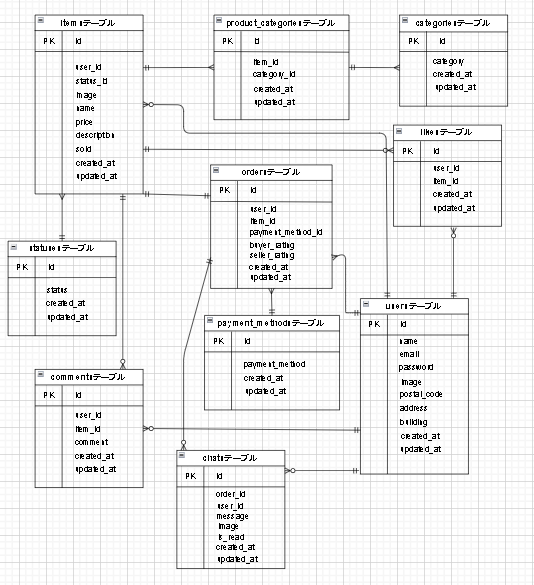 itemsテーブル
PK id
user_id
status_id
image
name
price
description
sold
created_at
updated_at
product_categoriesテーブル
PK id
item_id
category_id
created_at
updated_at
categoriesテーブル
PK id
category
created_at
updated_at
likesテーブル
PK id
user_id
item_id
created_at
updated_at
ordersテーブル
PK id
user_id
item_id
payment_method_id
buyer_rating
seller_rating
created_at
updated_at
statusesテーブル
PK id
status
created_at
updated_at
payment_methodsテーブル
PK id
payment_method
created_at
updated_at
usersテーブル
PK id
name
email
password
image
postal_code
address
building
created_at
updated_at
commentsテーブル
PK id
user_id
item_id
comment
created_at
updated_at
chatsテーブル
PK id
order_id
user_id
message
image
is_read
created_at
updated_at